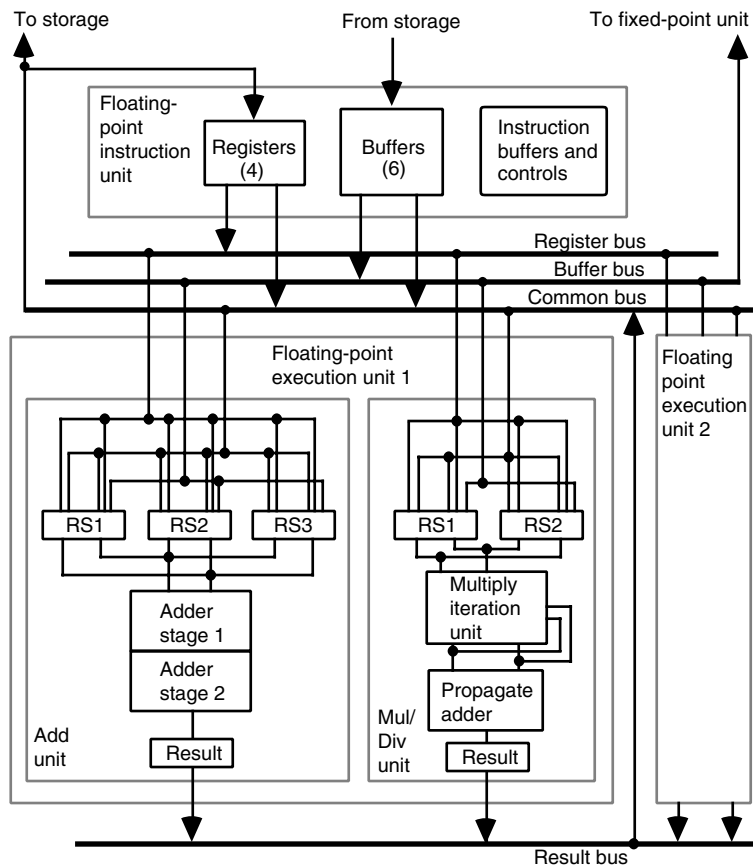 To storage
From storage
To fixed-point unit
Floating-
point
instruction
unit
Registers
(4)
Buffers
(6)
Instruction
buffers and
controls
Register bus
Buffer bus
Common bus
Floating-point
execution unit 1
Floating
point
execution
unit 2
RS1
RS2
RS3
RS1
RS2
Adder
stage 1
Adder
stage 2
Multiply
iteration
unit
Propagate
adder
Add
unit
Result
Mul/
Div
unit
Result
Result bus